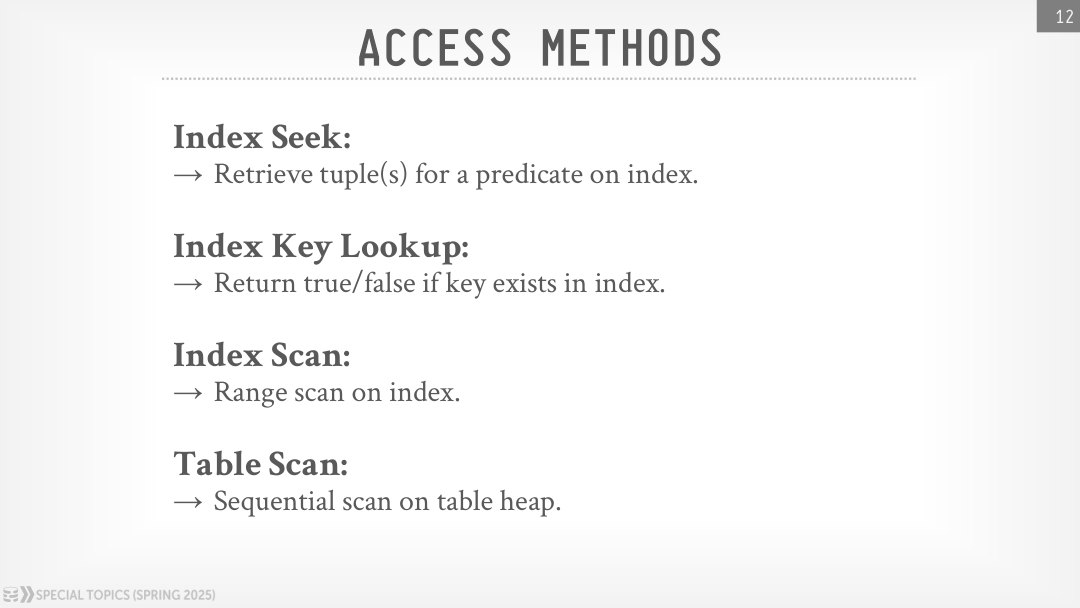 12
ACCESS METHODS
Index Seek:
→ Retrieve tuple(s) for a predicate on index.
Index Key Lookup:
→ Return true/false if key exists in index.
Index Scan:
→ Range scan on index.
Table Scan:
→ Sequential scan on table heap.
SPECIAL TOPICS (SPRING 2025)